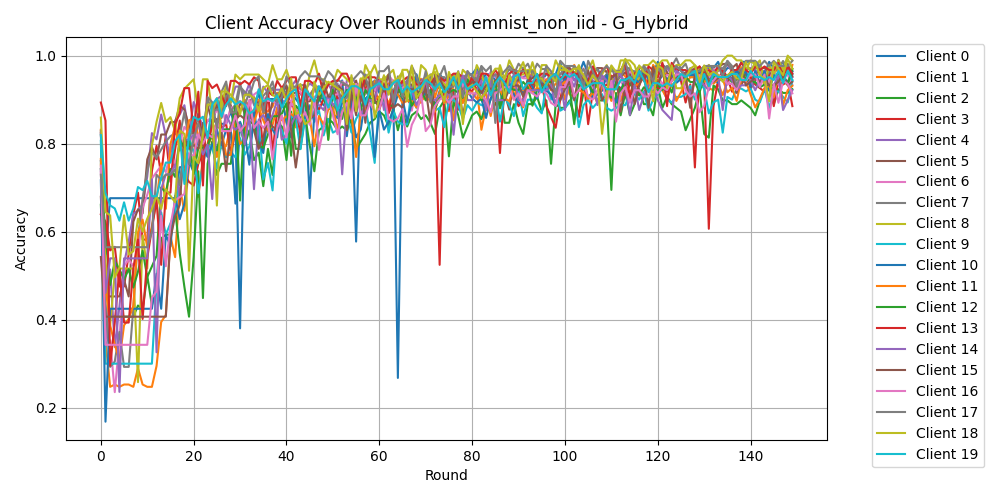 Client Accuracy Over Rounds in emnist_non_iid - G_Hybrid
Accuracy
1.0
0.8
0.6
0.4
0.2
0
20
40
60
80
100
120
140
Round
Client 0
Client 1
Client 2
Client 3
Client 4
Client 5
Client 6
Client 7
Client 8
Client 9
Client 10
Client 11
Client 12
Client 13
Client 14
Client 15
Client 16
Client 17
Client 18
Client 19